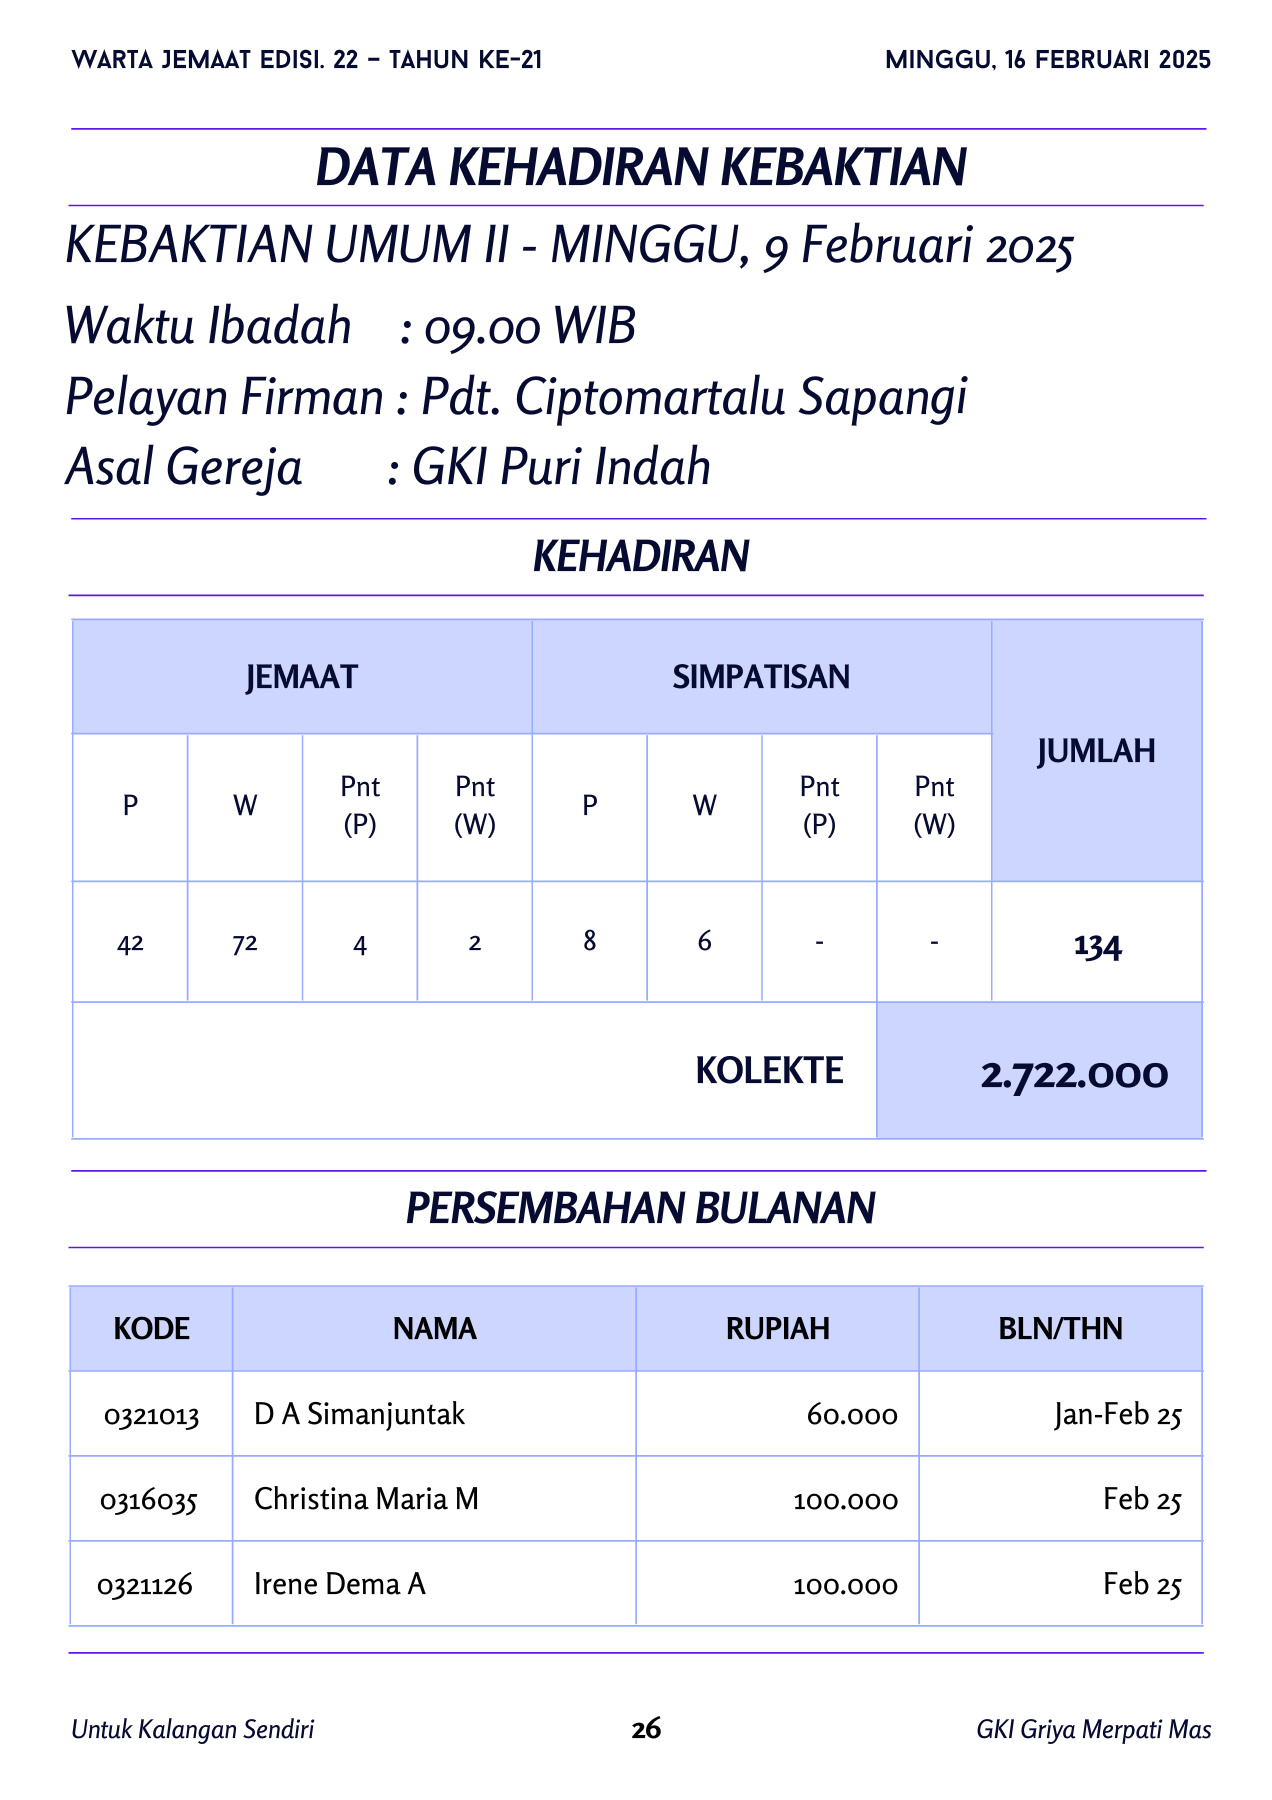 WARTA JEMAAT EDISI. 22 – TAHUN KE-21 MINGGU, 16 FEBRUARI 2025
DATA KEHADIRAN KEBAKTIAN
KEBAKTIAN UMUM II - MINGGU, 9 Februari 2025
Waktu Ibadah : 09.00 WIB
Pelayan Firman : Pdt. Ciptomartalu Sapangi
Asal Gereja : GKI Puri Indah
KEHADIRAN
JEMAAT SIMPATISAN JUMLAH
P W Pnt (P) Pnt (W) P W Pnt (P) Pnt (W)
42 72 4 2 8 6 - - 134
KOLEKTE 2.722.000
PERSEMBAHAN BULANAN
KODE NAMA RUPIAH BLN/THN
0321013 D A Simanjuntak 60.000 Jan-Feb 25
0316035 Christina Maria M 100.000 Feb 25
0321126 Irene Dema A 100.000 Feb 25
Untuk Kalangan Sendiri 26 GKI Griya Merpati Mas